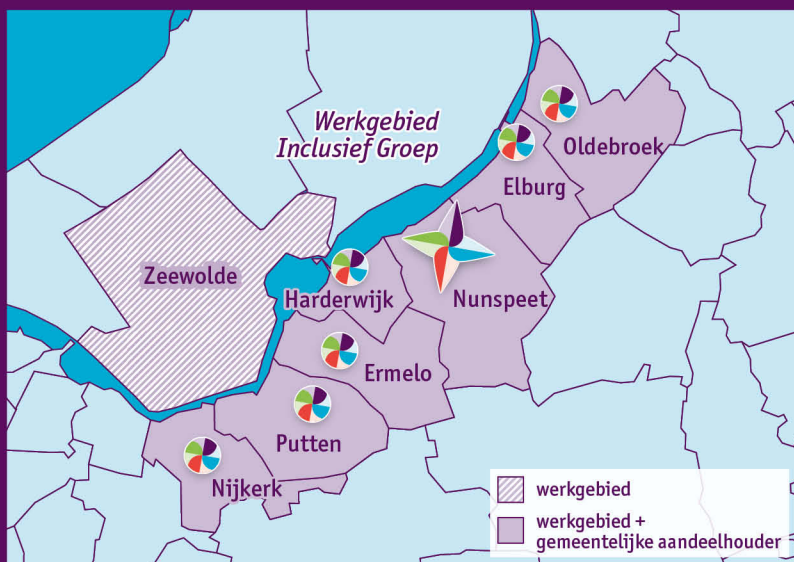 Werkgebied
Inclusief Groep
Oldebroek
Elburg
Zeewolde
Harderwijk
Nunspeet
Ermelo
Putten
Nijkerk
werkgebied
werkgebied +
gemeentelijke aandeelhouder